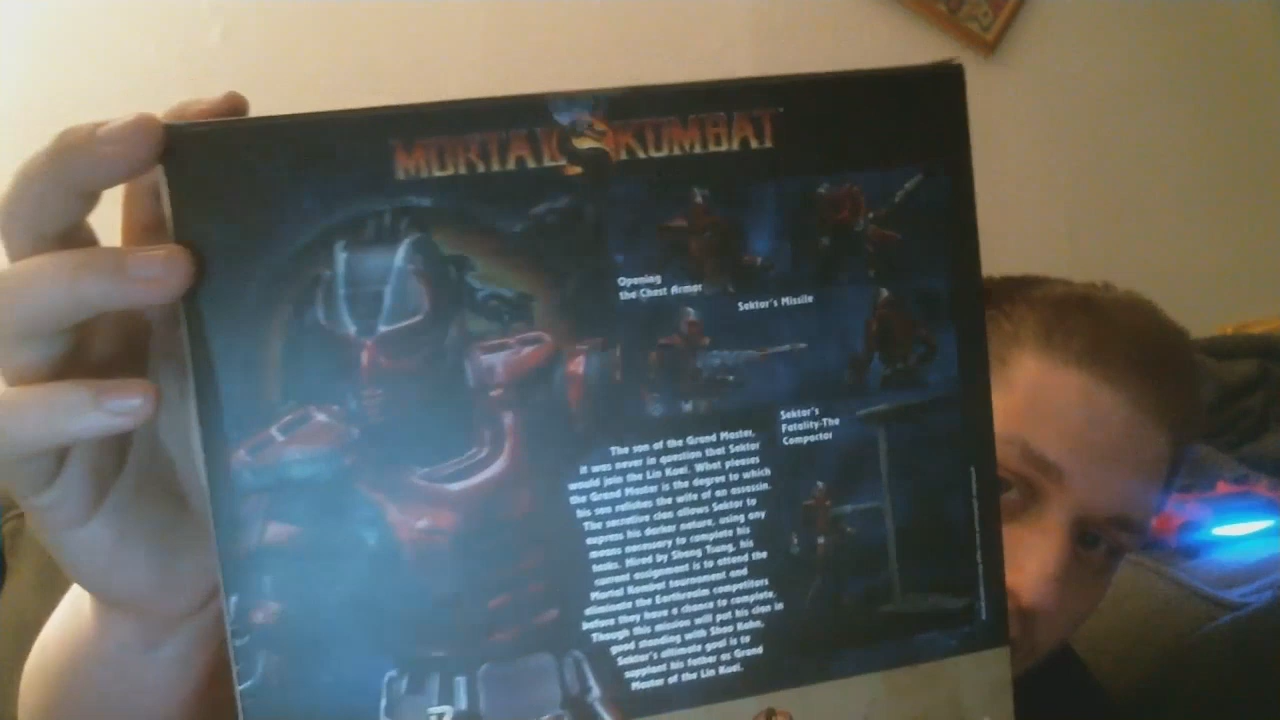 MORTAL KOMBAT
Opening
the Chest Armor
Sektor's Missile
Sektor's
Fatality-The
Compactor
The son of the Grand Master,
it was never in question that Sektor
would join the Lin Kuei. What pleases
the Grand Master is the degree to which
his son relishes the wife of an assassin.
The secretive clan allows Sektor to
express his darker nature, using any
means necessary to complete his
tasks. Hired by Shang Tsung, his
current assignment is to attend the
Mortal Kombat tournament and
eliminate the Earthrealm competitors
before they have a chance to complete.
Though this mission will put his clan in
good standing with Shao Kahn,
Sektor's ultimate goal is to
supplant his father as Grand
Master of the Lin Kuei.